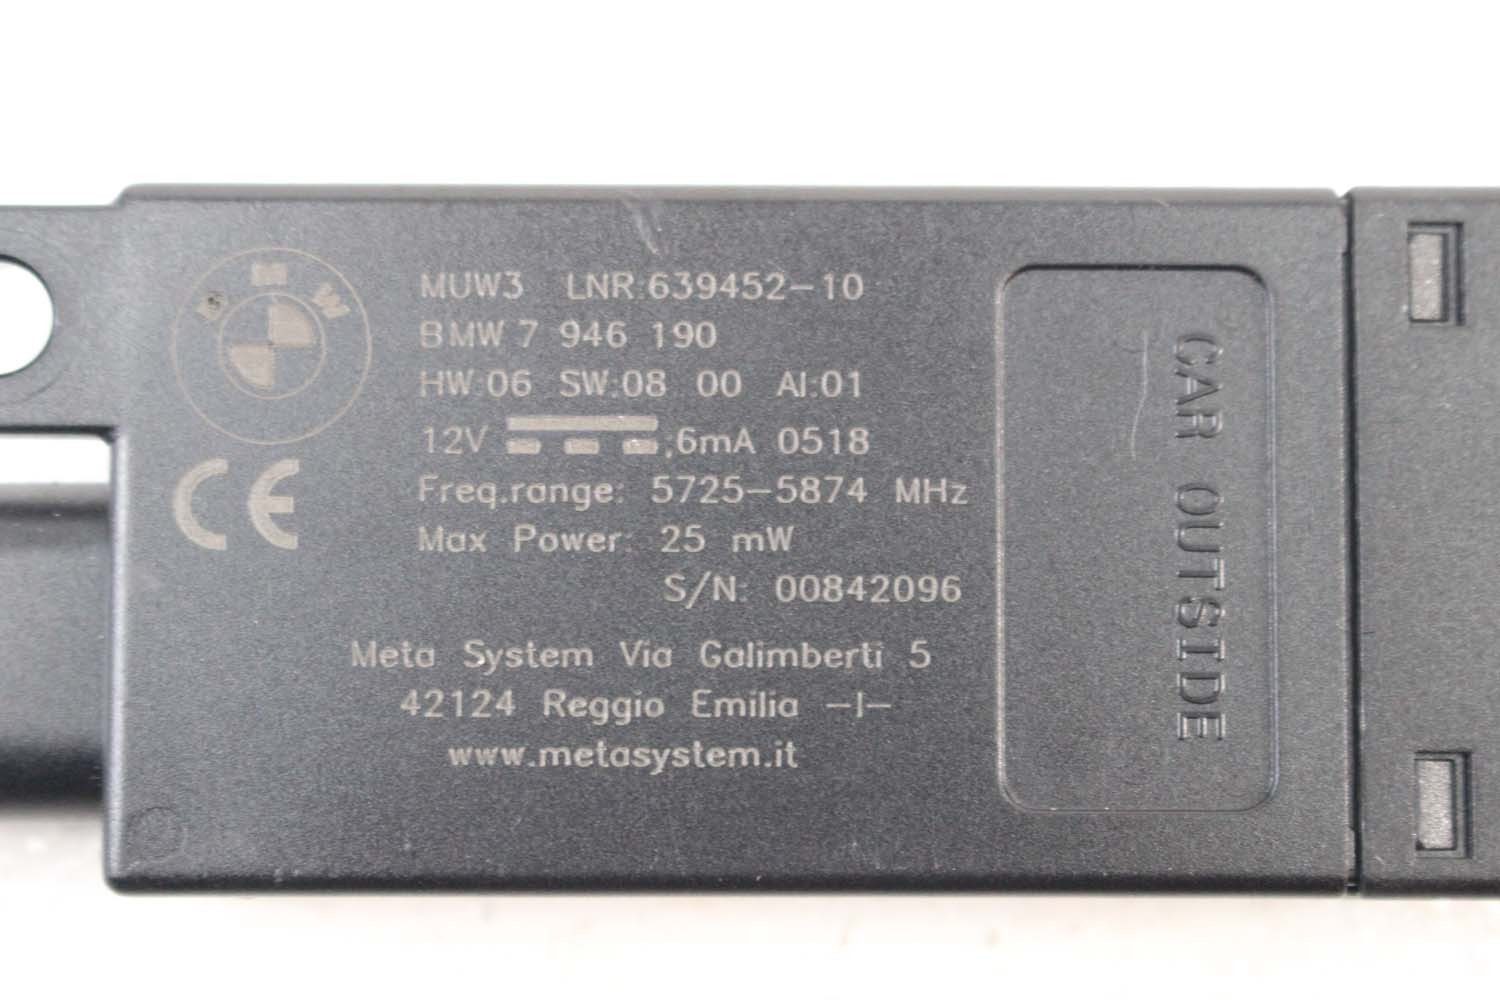 BMW
MUW3 LNR:639452-10
BMW 7 946 190
HW:06 SW:08 00 AI:01
12V ;6mA 0518
Freq.range: 5725-5874 MHz
Max Power: 25 mW
S/N: 00842096
Meta System Via Galimberti 5
42124 Reggio Emilia -I-
www.metasystem.it
CE
CAR OUTSIDE